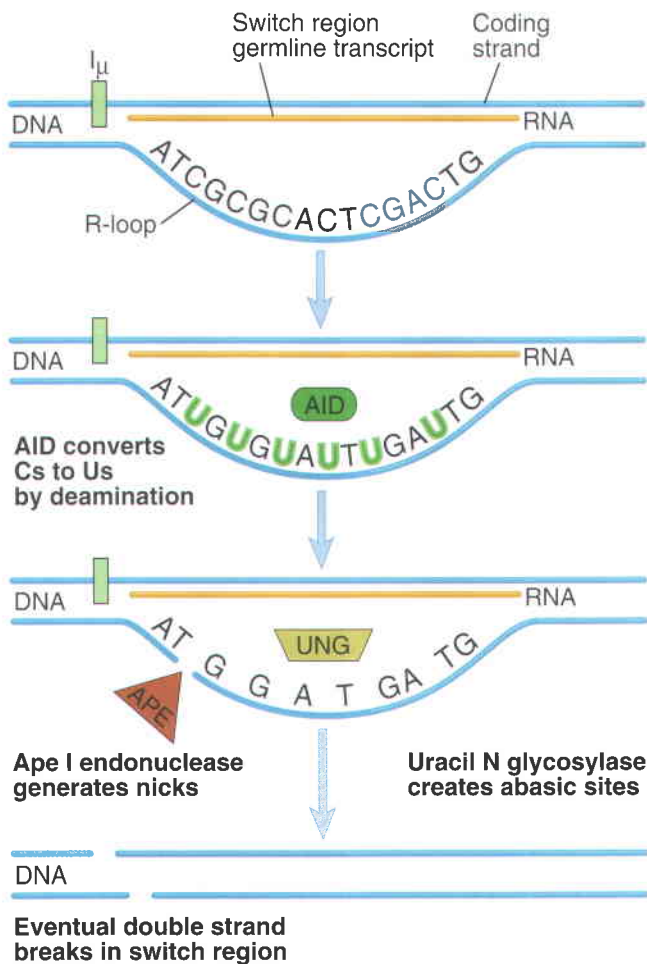 Switch region
germline transcript
Coding
strand
Iμ
DNA
RNA
ATCGCGCACTCGACTG
R-loop
DNA
RNA
AID
ATUGUGUAUTUGAUTG
AID converts
Cs to Us
by deamination
DNA
RNA
UNG
AT G G A T GA TG
APE
Ape I endonuclease
generates nicks
Uracil N glycosylase
creates abasic sites
DNA
Eventual double strand
breaks in switch region